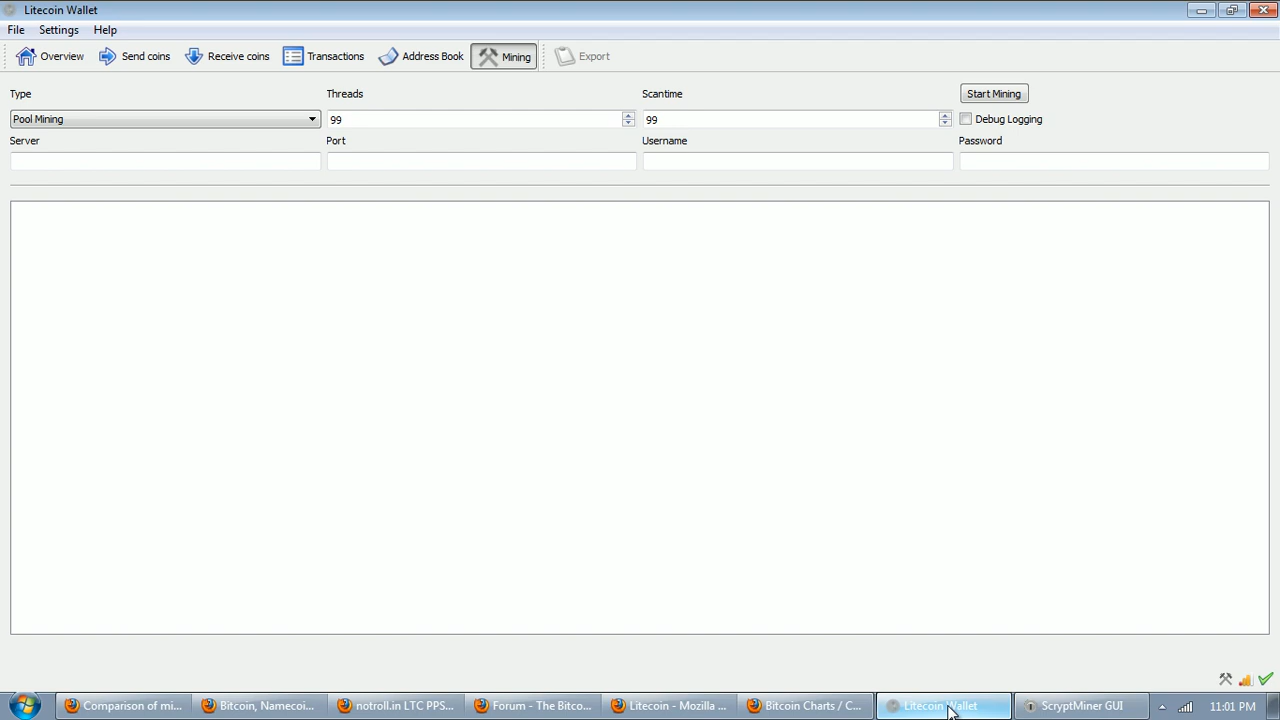 Litecoin Wallet
File Settings Help
Overview Send coins Receive coins Transactions Address Book Mining Export
Type Threads Scantime Start Mining
Pool Mining 99 99 Debug Logging
Server Port Username Password
Comparison of mi... Bitcoin, Namecoi... notroll.in LTC PPS... Forum - The Bitco... Litecoin - Mozilla ... Bitcoin Charts / C... Litecoin Wallet ScryptMiner GUI 11:01 PM